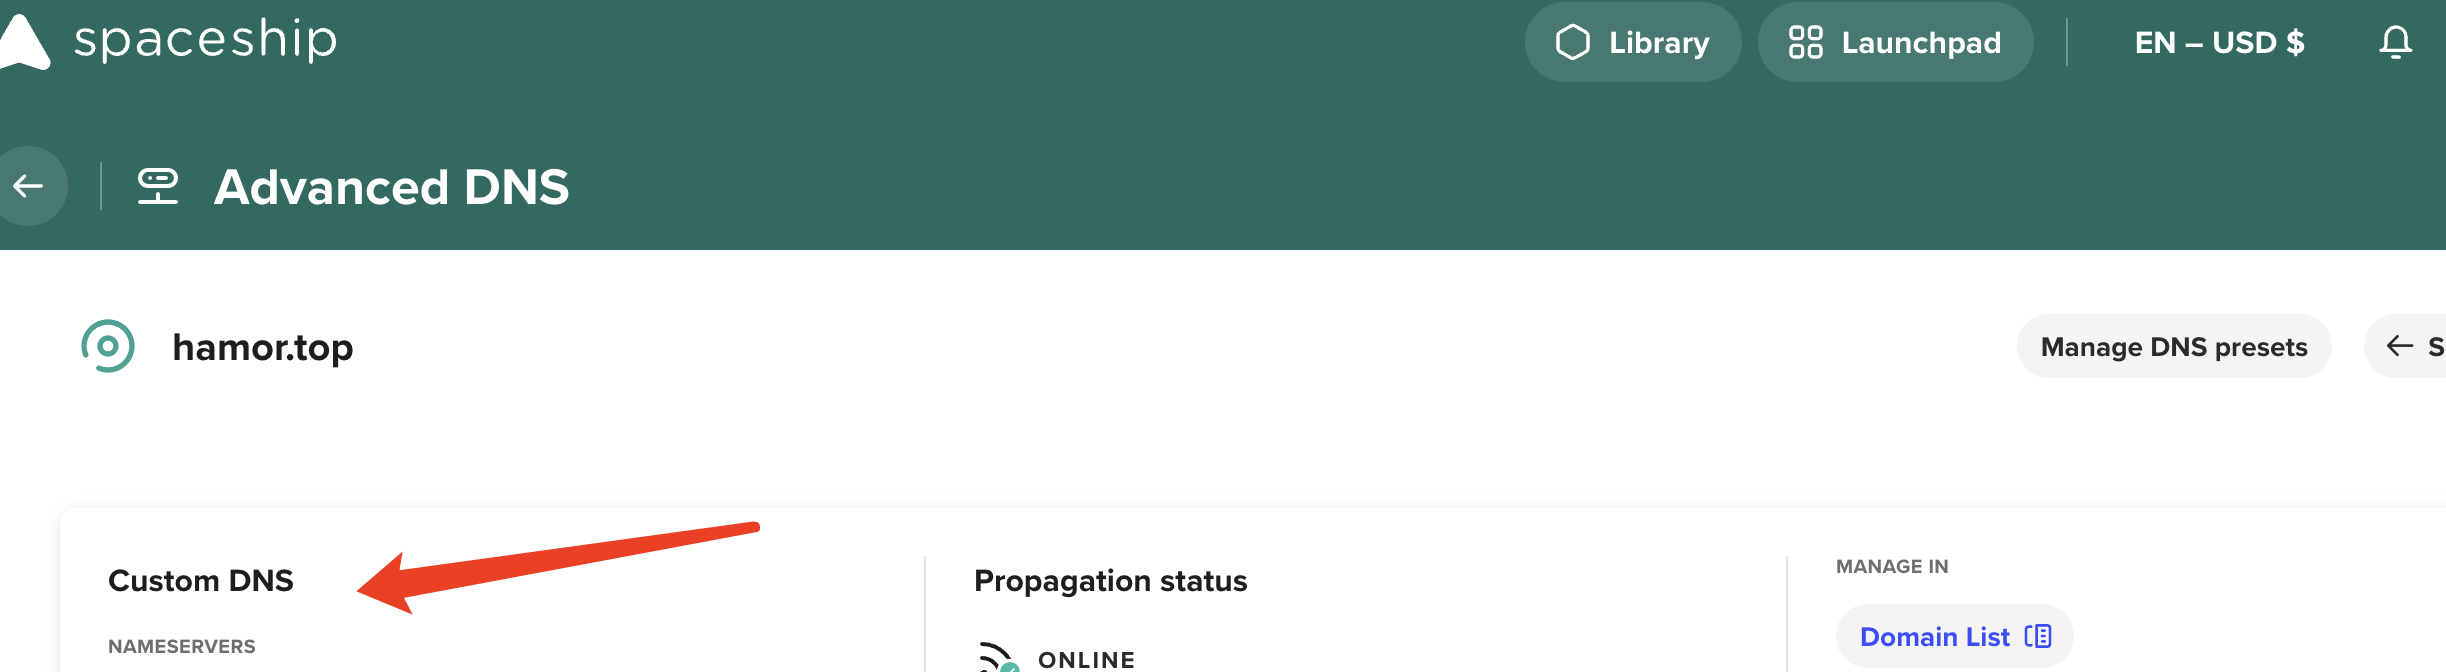 spaceship
Library
Launchpad
EN – USD $
Advanced DNS
hamor.top
Manage DNS presets
Custom DNS
NAMESERVERS
Propagation status
ONLINE
MANAGE IN
Domain List